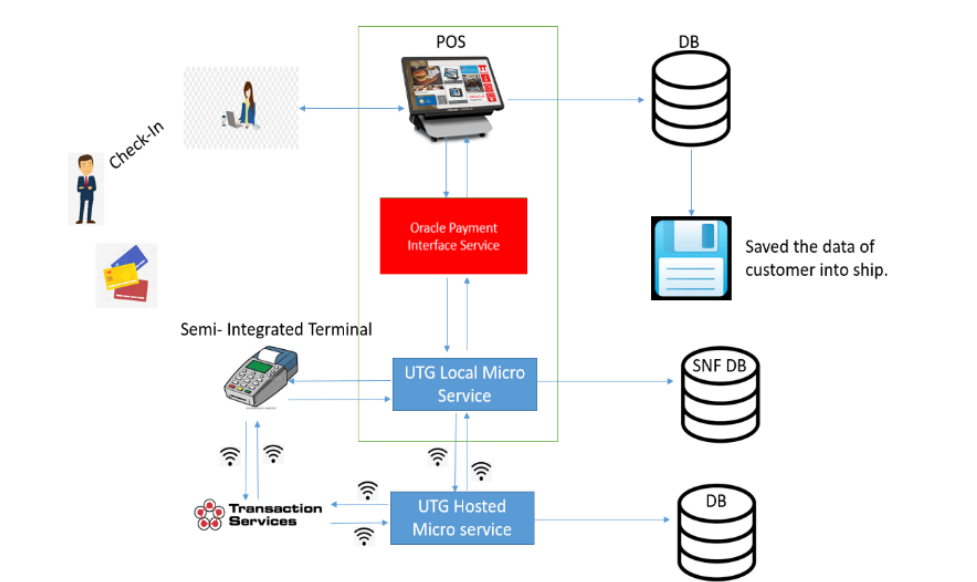 POS
DB
Check-In
Oracle Payment
Interface Service
Saved the data of
customer into ship.
Semi- Integrated Terminal
UTG Local Micro
Service
SNF DB
Transaction
Services
UTG Hosted
Micro service
DB